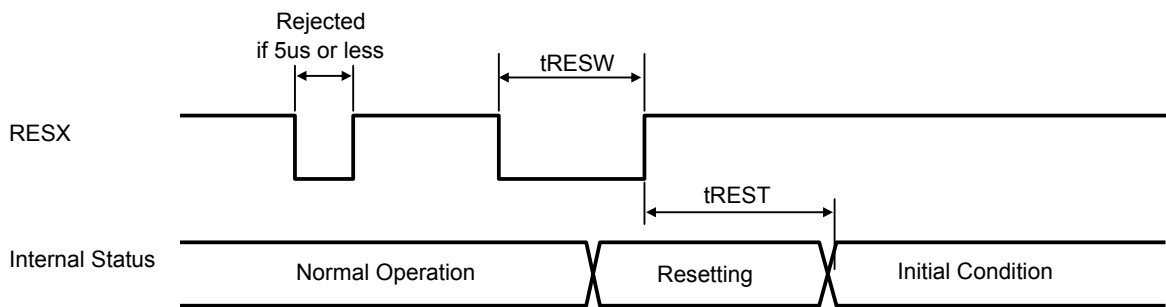 Rejected
if 5us or less
tRESW
RESX
tREST
Internal Status
Normal Operation
Resetting
Initial Condition